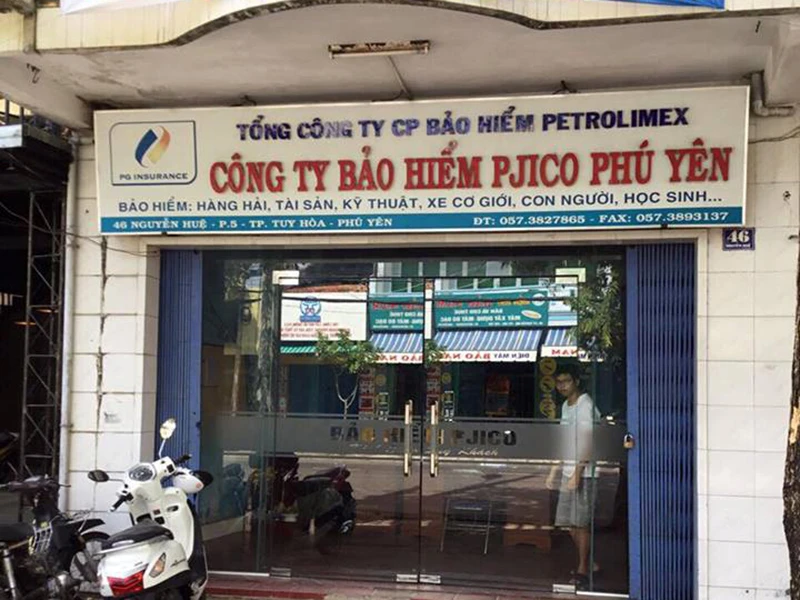 TỔNG CÔNG TY CP BẢO HIỂM PETROLIMEX
PG INSURANCE
CÔNG TY BẢO HIỂM PJICO PHÚ YÊN
BẢO HIỂM: HÀNG HẢI, TÀI SẢN, KỸ THUẬT, XE CƠ GIỚI, CON NGƯỜI, HỌC SINH...
46 NGUYỄN HUỆ - P.5 - TP. TUY HÒA - PHÚ YÊN ĐT: 057.3827865 - FAX: 057.3893137
46
BẢO HIỂM PJICO